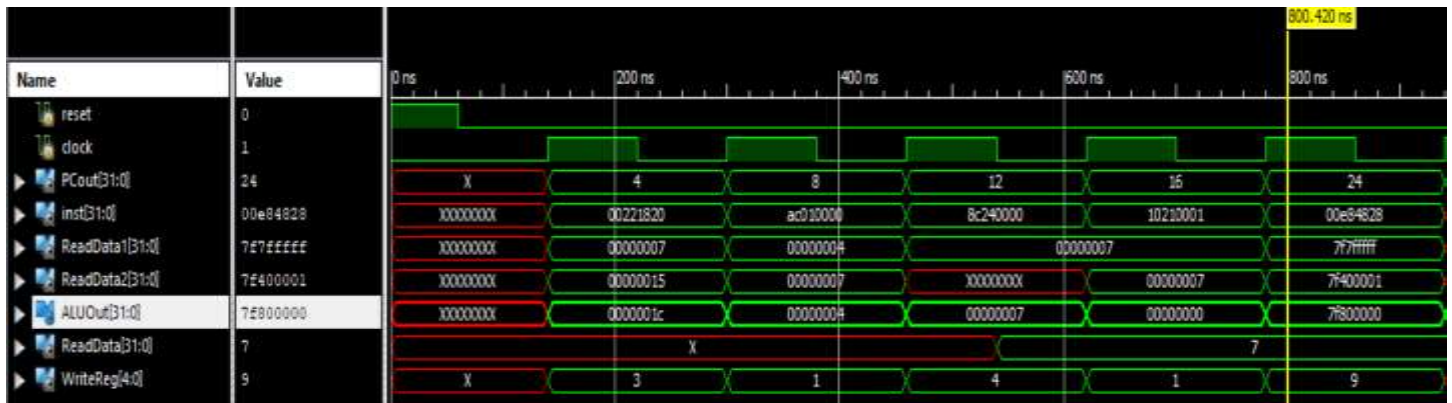 800.420 ns
Name Value 0 ns 200 ns 400 ns 600 ns 800 ns
reset 0
clock 1
PCout[31:0] 24 X 4 8 12 16 24
inst[31:0] 00e84828 XXXXXXXX 00221820 ac010000 8c240000 10210001 00e84828
ReadData1[31:0] 7f7fffff XXXXXXXX 00000007 00000004 00000007 7f7fffff
ReadData2[31:0] 7f400001 XXXXXXXX 00000015 00000007 XXXXXXXX 00000007 7f400001
ALUOut[31:0] 7f800000 XXXXXXXX 0000001c 00000004 00000007 00000000 7f800000
ReadData[31:0] 7 X 7
WriteReg[4:0] 9 X 3 1 4 1 9